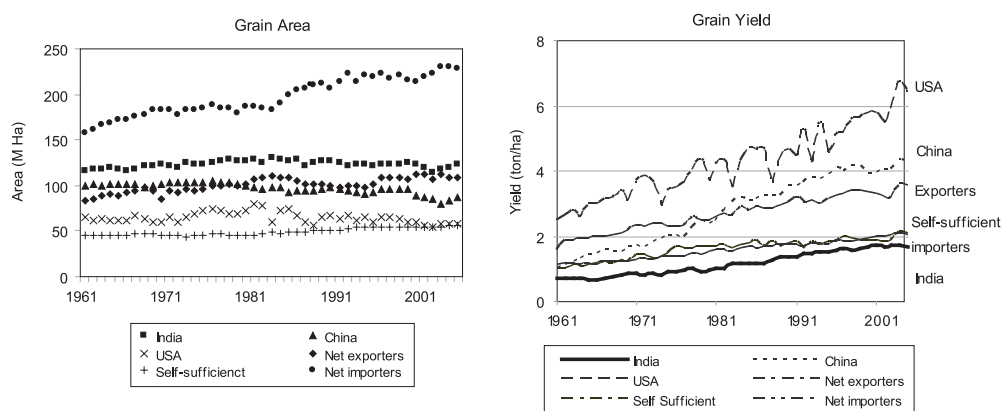 Grain Area
Area (M Ha)
250
200
150
100
50
0
1961
1971
1981
1991
2001
India
China
USA
Net exporters
Self-sufficienct
Net importers
Grain Yield
Yield (ton/ha)
8
6
4
2
0
1961
1971
1981
1991
2001
USA
China
Exporters
Self-sufficient
importers
India
India
China
USA
Net exporters
Self Sufficient
Net importers